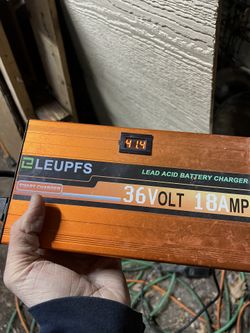 41.4
LEUPFS
LEAD ACID BATTERY CHARGER
SMART CHARGER
36VOLT 18AMP